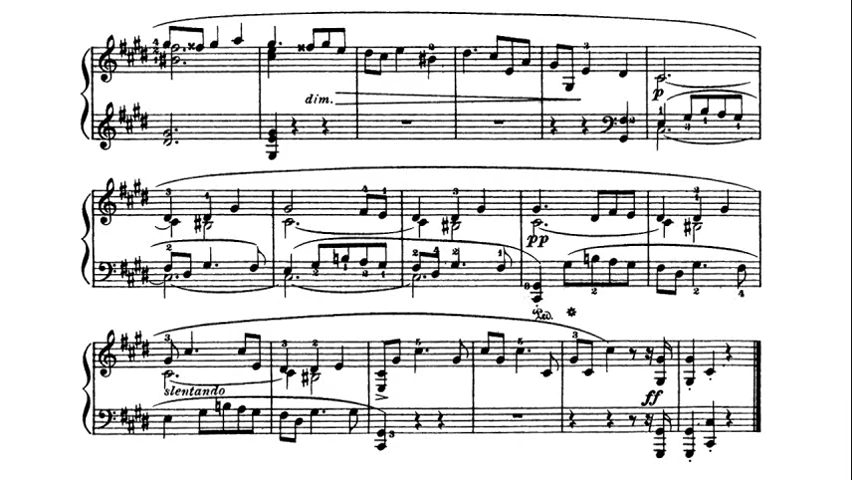 dim.
p
pp
Ped.
slentando
ff